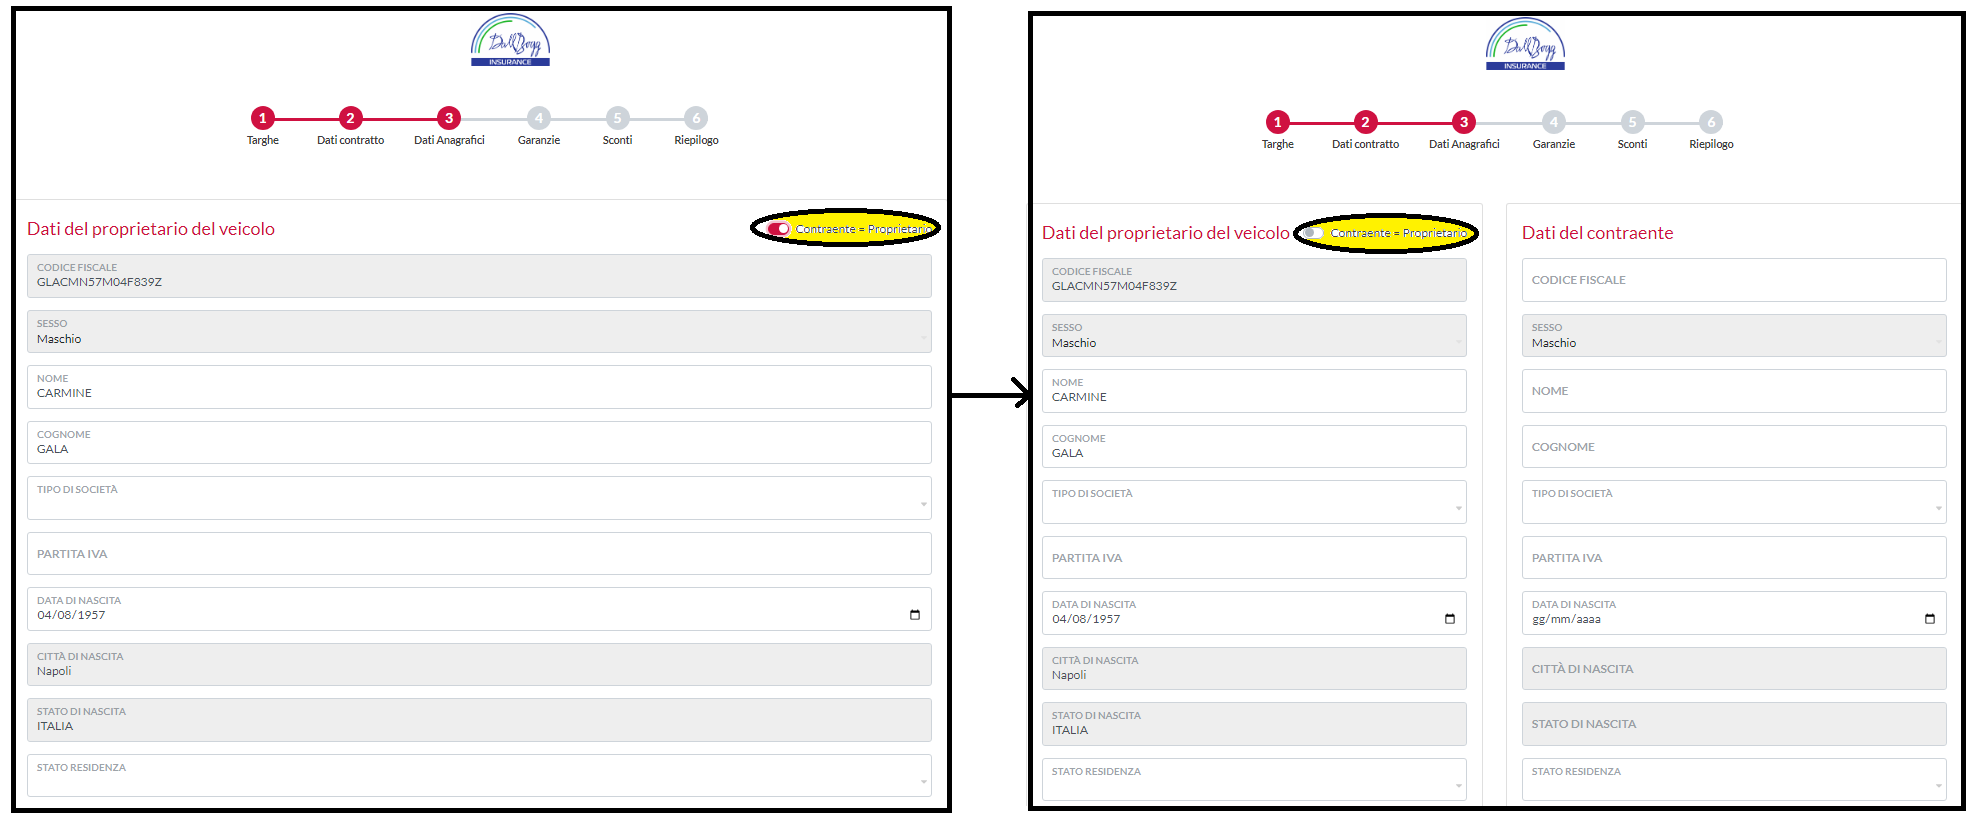 DallBogg
INSURANCE
1 2 3 4 5 6
Targhe Dati contratto Dati Anagrafici Garanzie Sconti Riepilogo
Dati del proprietario del veicolo
Contraente = Proprietario
CODICE FISCALE
GLACMN57M04F839Z
SESSO
Maschio
NOME
CARMINE
COGNOME
GALA
TIPO DI SOCIETÀ
PARTITA IVA
DATA DI NASCITA
04/08/1957
CITTÀ DI NASCITA
Napoli
STATO DI NASCITA
ITALIA
STATO RESIDENZA
DallBogg
INSURANCE
1 2 3 4 5 6
Targhe Dati contratto Dati Anagrafici Garanzie Sconti Riepilogo
Dati del proprietario del veicolo
Contraente = Proprietario
CODICE FISCALE
GLACMN57M04F839Z
SESSO
Maschio
NOME
CARMINE
COGNOME
GALA
TIPO DI SOCIETÀ
PARTITA IVA
DATA DI NASCITA
04/08/1957
CITTÀ DI NASCITA
Napoli
STATO DI NASCITA
ITALIA
STATO RESIDENZA
Dati del contraente
CODICE FISCALE
SESSO
Maschio
NOME
COGNOME
TIPO DI SOCIETÀ
PARTITA IVA
DATA DI NASCITA
gg/mm/aaaa
CITTÀ DI NASCITA
STATO DI NASCITA
STATO RESIDENZA